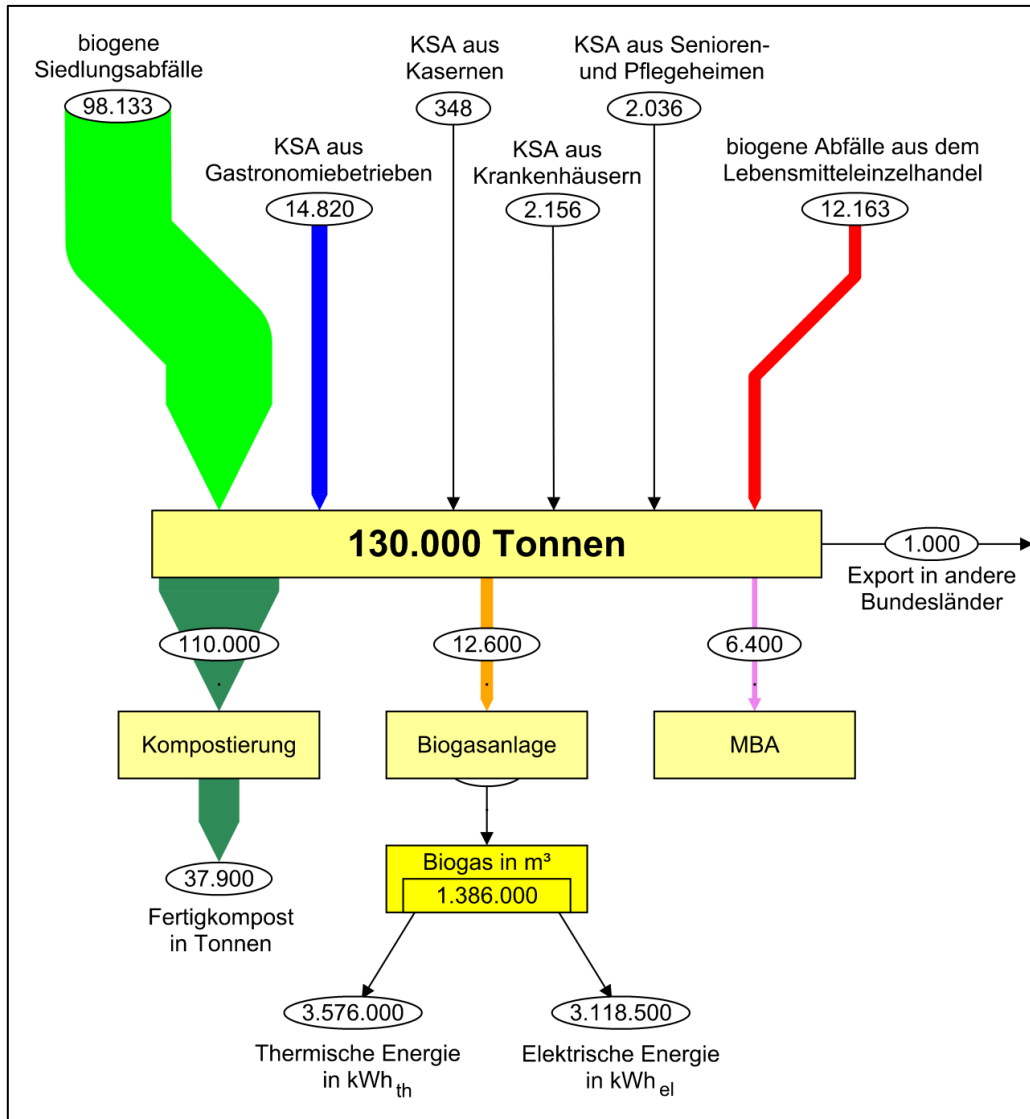 biogene
Siedlungsabfälle
98.133
KSA aus
Gastronomiebetrieben
14.820
KSA aus
Kasernen
348
KSA aus
Krankenhäusern
2.156
KSA aus Senioren-
und Pflegeheimen
2.036
biogene Abfälle aus dem
Lebensmitteleinzelhandel
12.163
130.000 Tonnen
1.000
Export in andere
Bundesländer
110.000
12.600
6.400
Kompostierung
Biogasanlage
MBA
37.900
Fertigkompost
in Tonnen
Biogas in m³
1.386.000
3.576.000
Thermische Energie
in kWh th
3.118.500
Elektrische Energie
in kWh el